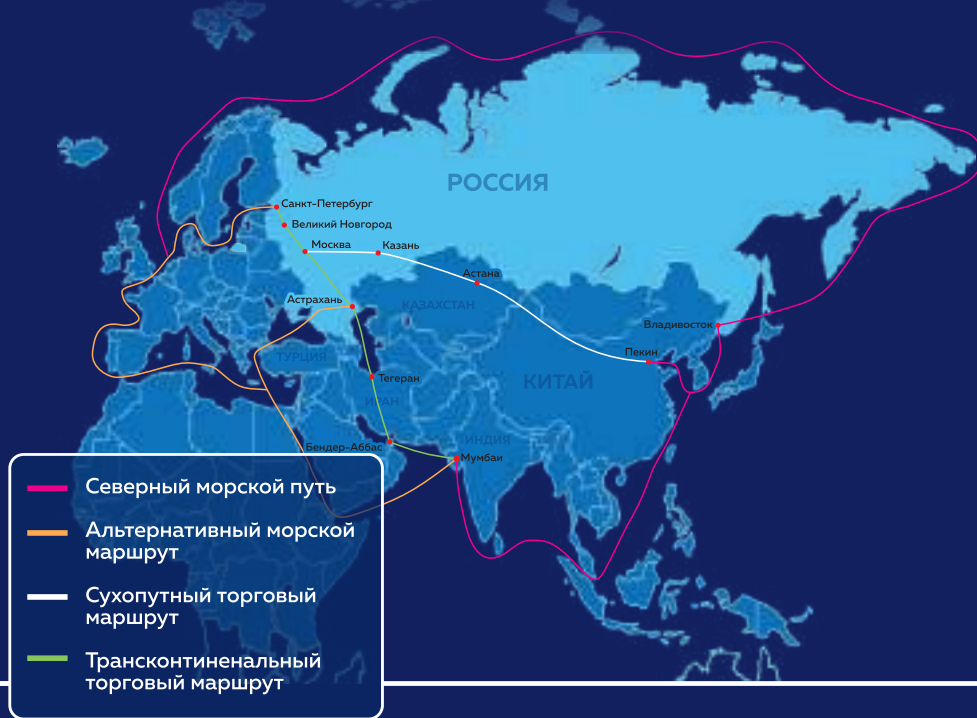 РОССИЯ
Санкт-Петербург
Великий Новгород
Москва
Казань
Астана
Астрахань
КАЗАХСТАН
Владивосток
Пекин
ТУРЦИЯ
Тегеран
КИТАЙ
ИРАН
ИНДИЯ
Бендер-Аббас
Мумбаи
Северный морской путь
Альтернативный морской
маршрут
Сухопутный торговый
маршрут
Трансконтиненальный
торговый маршрут